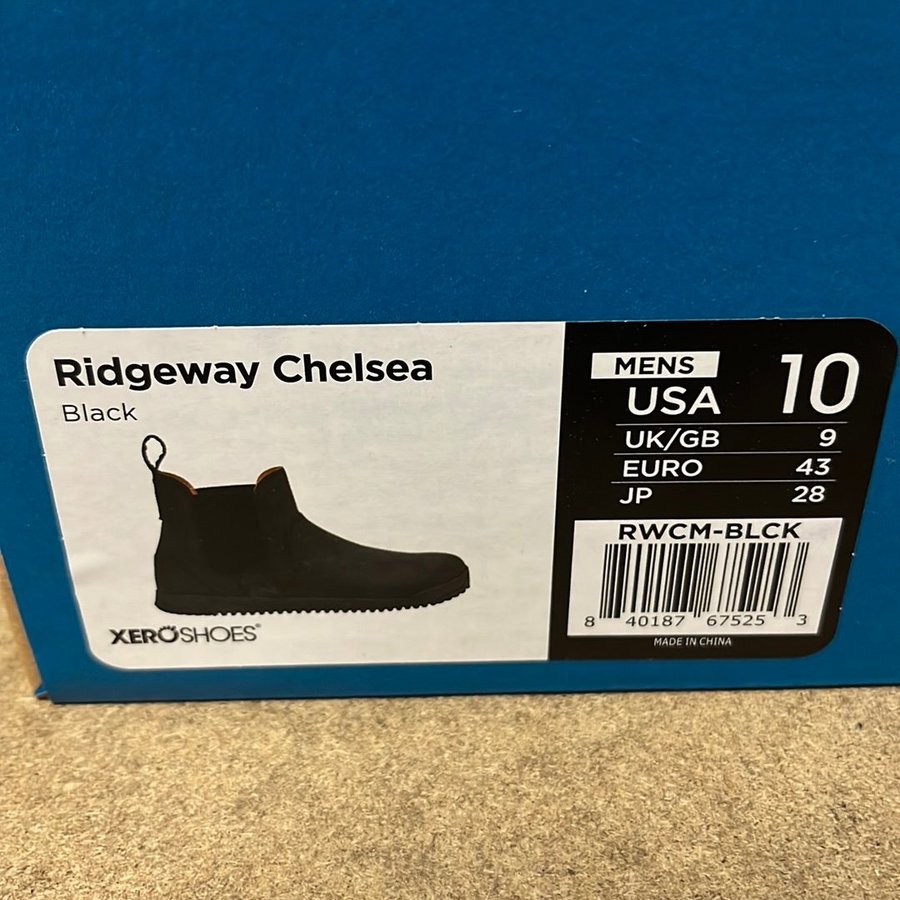 Ridgeway Chelsea
Black
XEROSHOES®
MENS
USA 10
UK/GB 9
EURO 43
JP 28
RWCM-BLCK
8 40187 67525 3
MADE IN CHINA